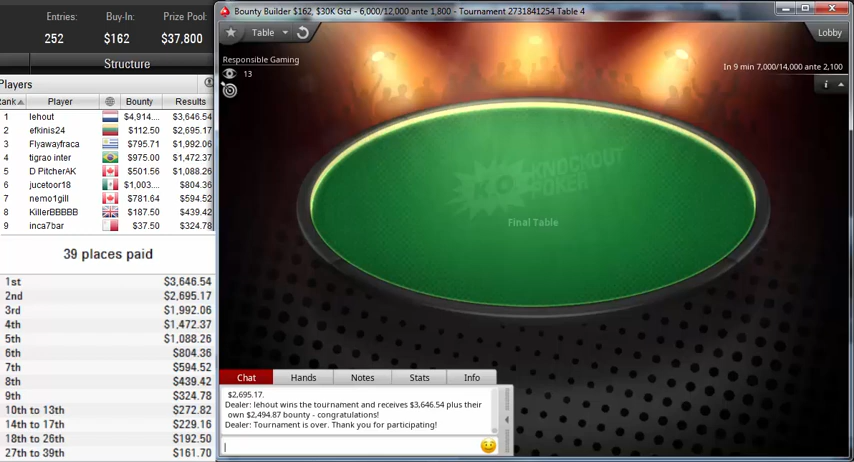 Entries: Buy-In: Prize Pool:
252 $162 $37,800
Structure
Players
Rank Player Bounty Results
1 lehout $4,914.... $3,646.54
2 efkinis24 $112.50 $2,695.17
3 Flyawayfraca $795.71 $1,992.06
4 tigrao inter $975.00 $1,472.37
5 D PitcherAK $501.56 $1,088.26
6 jucetoor18 $1,003.... $804.36
7 nemo1gold $781.64 $594.52
8 KillerBBBBB $187.50 $439.42
9 inca7bar $37.50 $324.78
39 places paid
1st $3,646.54
2nd $2,695.17
3rd $1,992.06
4th $1,472.37
5th $1,088.26
6th $804.36
7th $594.52
8th $439.42
9th $324.78
10th to 13th $272.82
14th to 17th $229.16
18th to 26th $192.50
27th to 39th $161.70
Bounty Builder $162, $30K Gtd - 6,000/12,000 ante 1,800 - Tournament 2731841254 Table 4
Table
Lobby
Responsible Gaming
13
In 9 min 7,000/14,000 ante 2,100
i
KO KNOCKOUT
POKER
Final Table
Chat Hands Notes Stats Info
$2,695.17.
Dealer: lehout wins the tournament and receives $3,646.54 plus their
own $2,494.87 bounty - congratulations!
Dealer: Tournament is over. Thank you for participating!